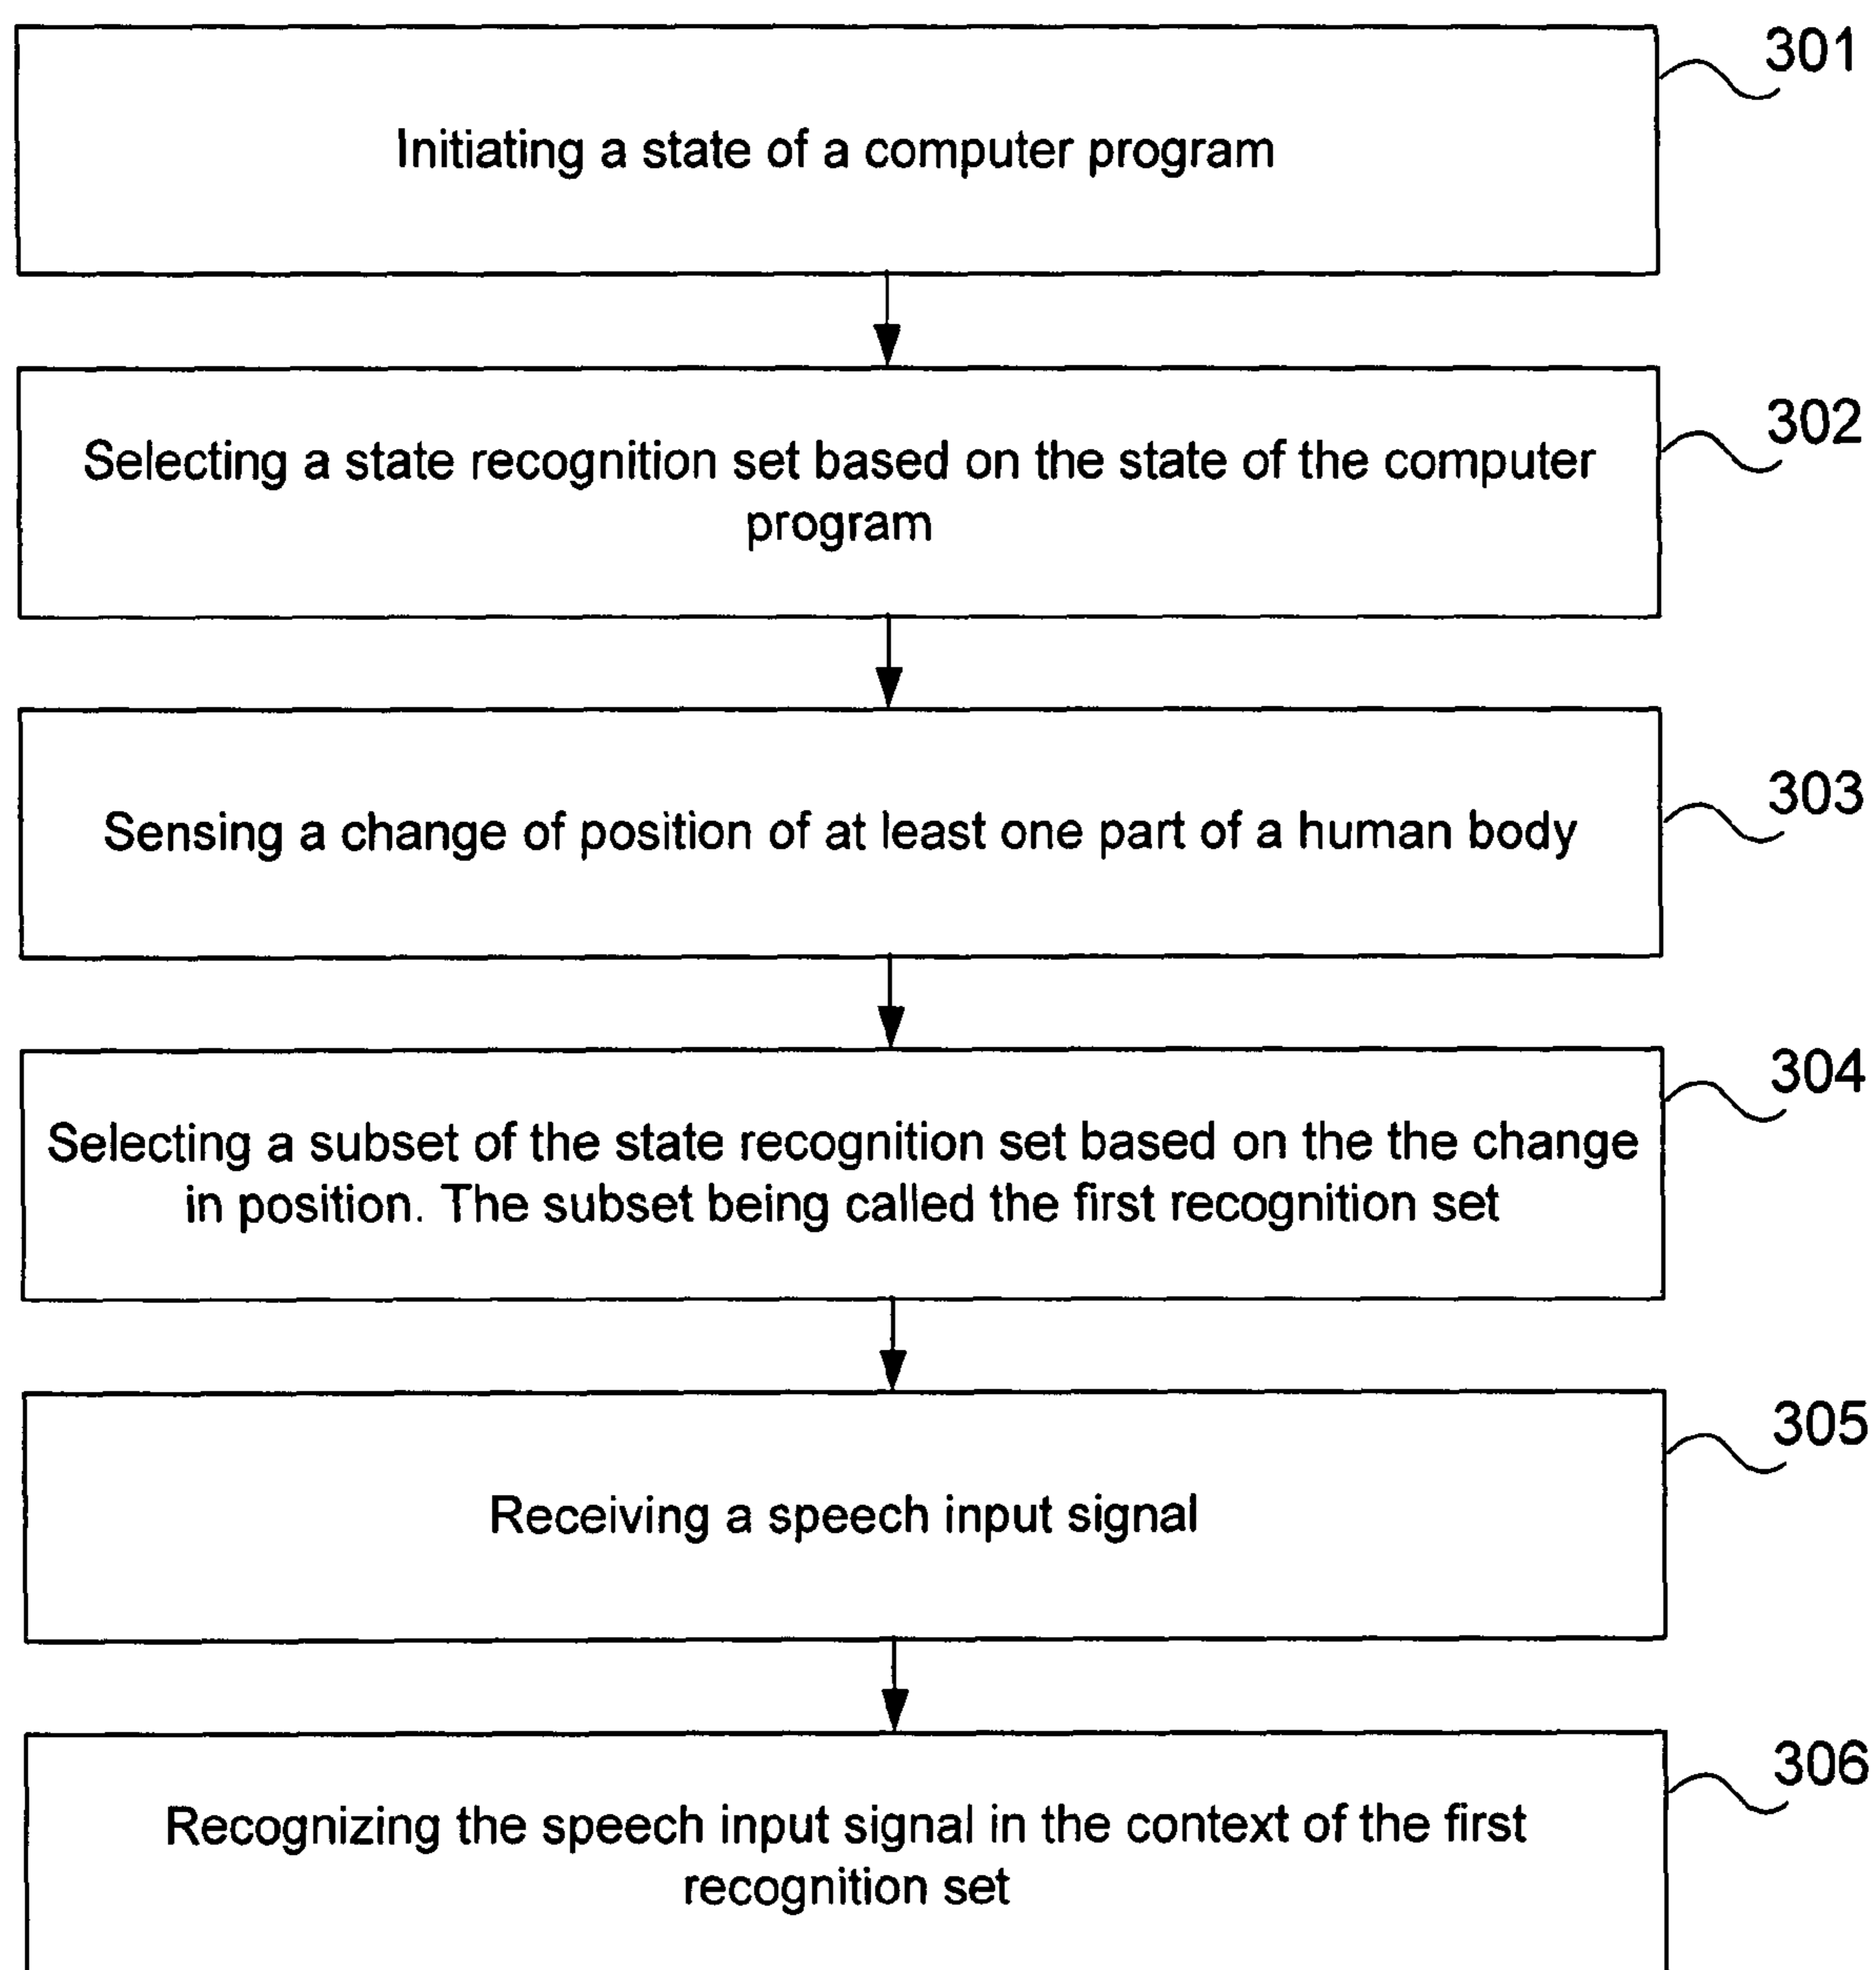 301
Initiating a state of a computer program
302
Selecting a state recognition set based on the state of the computer
program
303
Sensing a change of position of at least one part of a human body
304
Selecting a subset of the state recognition set based on the the change
in position. The subset being called the first recognition set
305
Receiving a speech input signal
306
Recognizing the speech input signal in the context of the first
recognition set